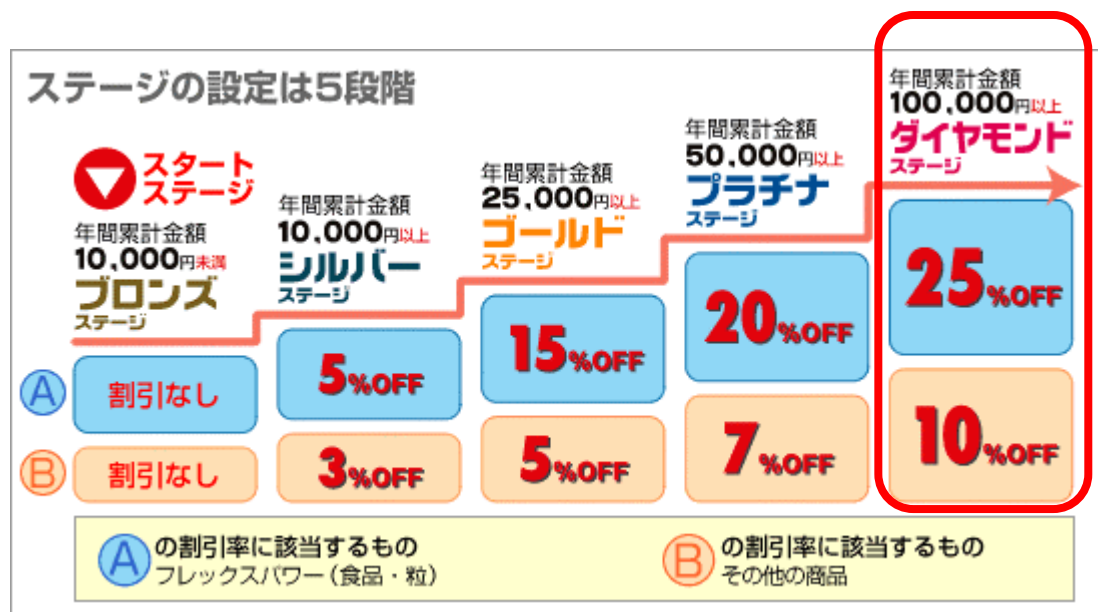 ステージの設定は5段階
スタート
ステージ
年間累計金額
10,000円未満
ブロンズ
ステージ
年間累計金額
10,000円以上
シルバー
ステージ
年間累計金額
25,000円以上
ゴールド
ステージ
年間累計金額
50,000円以上
プラチナ
ステージ
年間累計金額
100,000円以上
ダイヤモンド
ステージ
A
割引なし
5%OFF
15%OFF
20%OFF
25%OFF
B
割引なし
3%OFF
5%OFF
7%OFF
10%OFF
Aの割引率に該当するもの
フレックスパワー(食品・粒)
Bの割引率に該当するもの
その他の商品